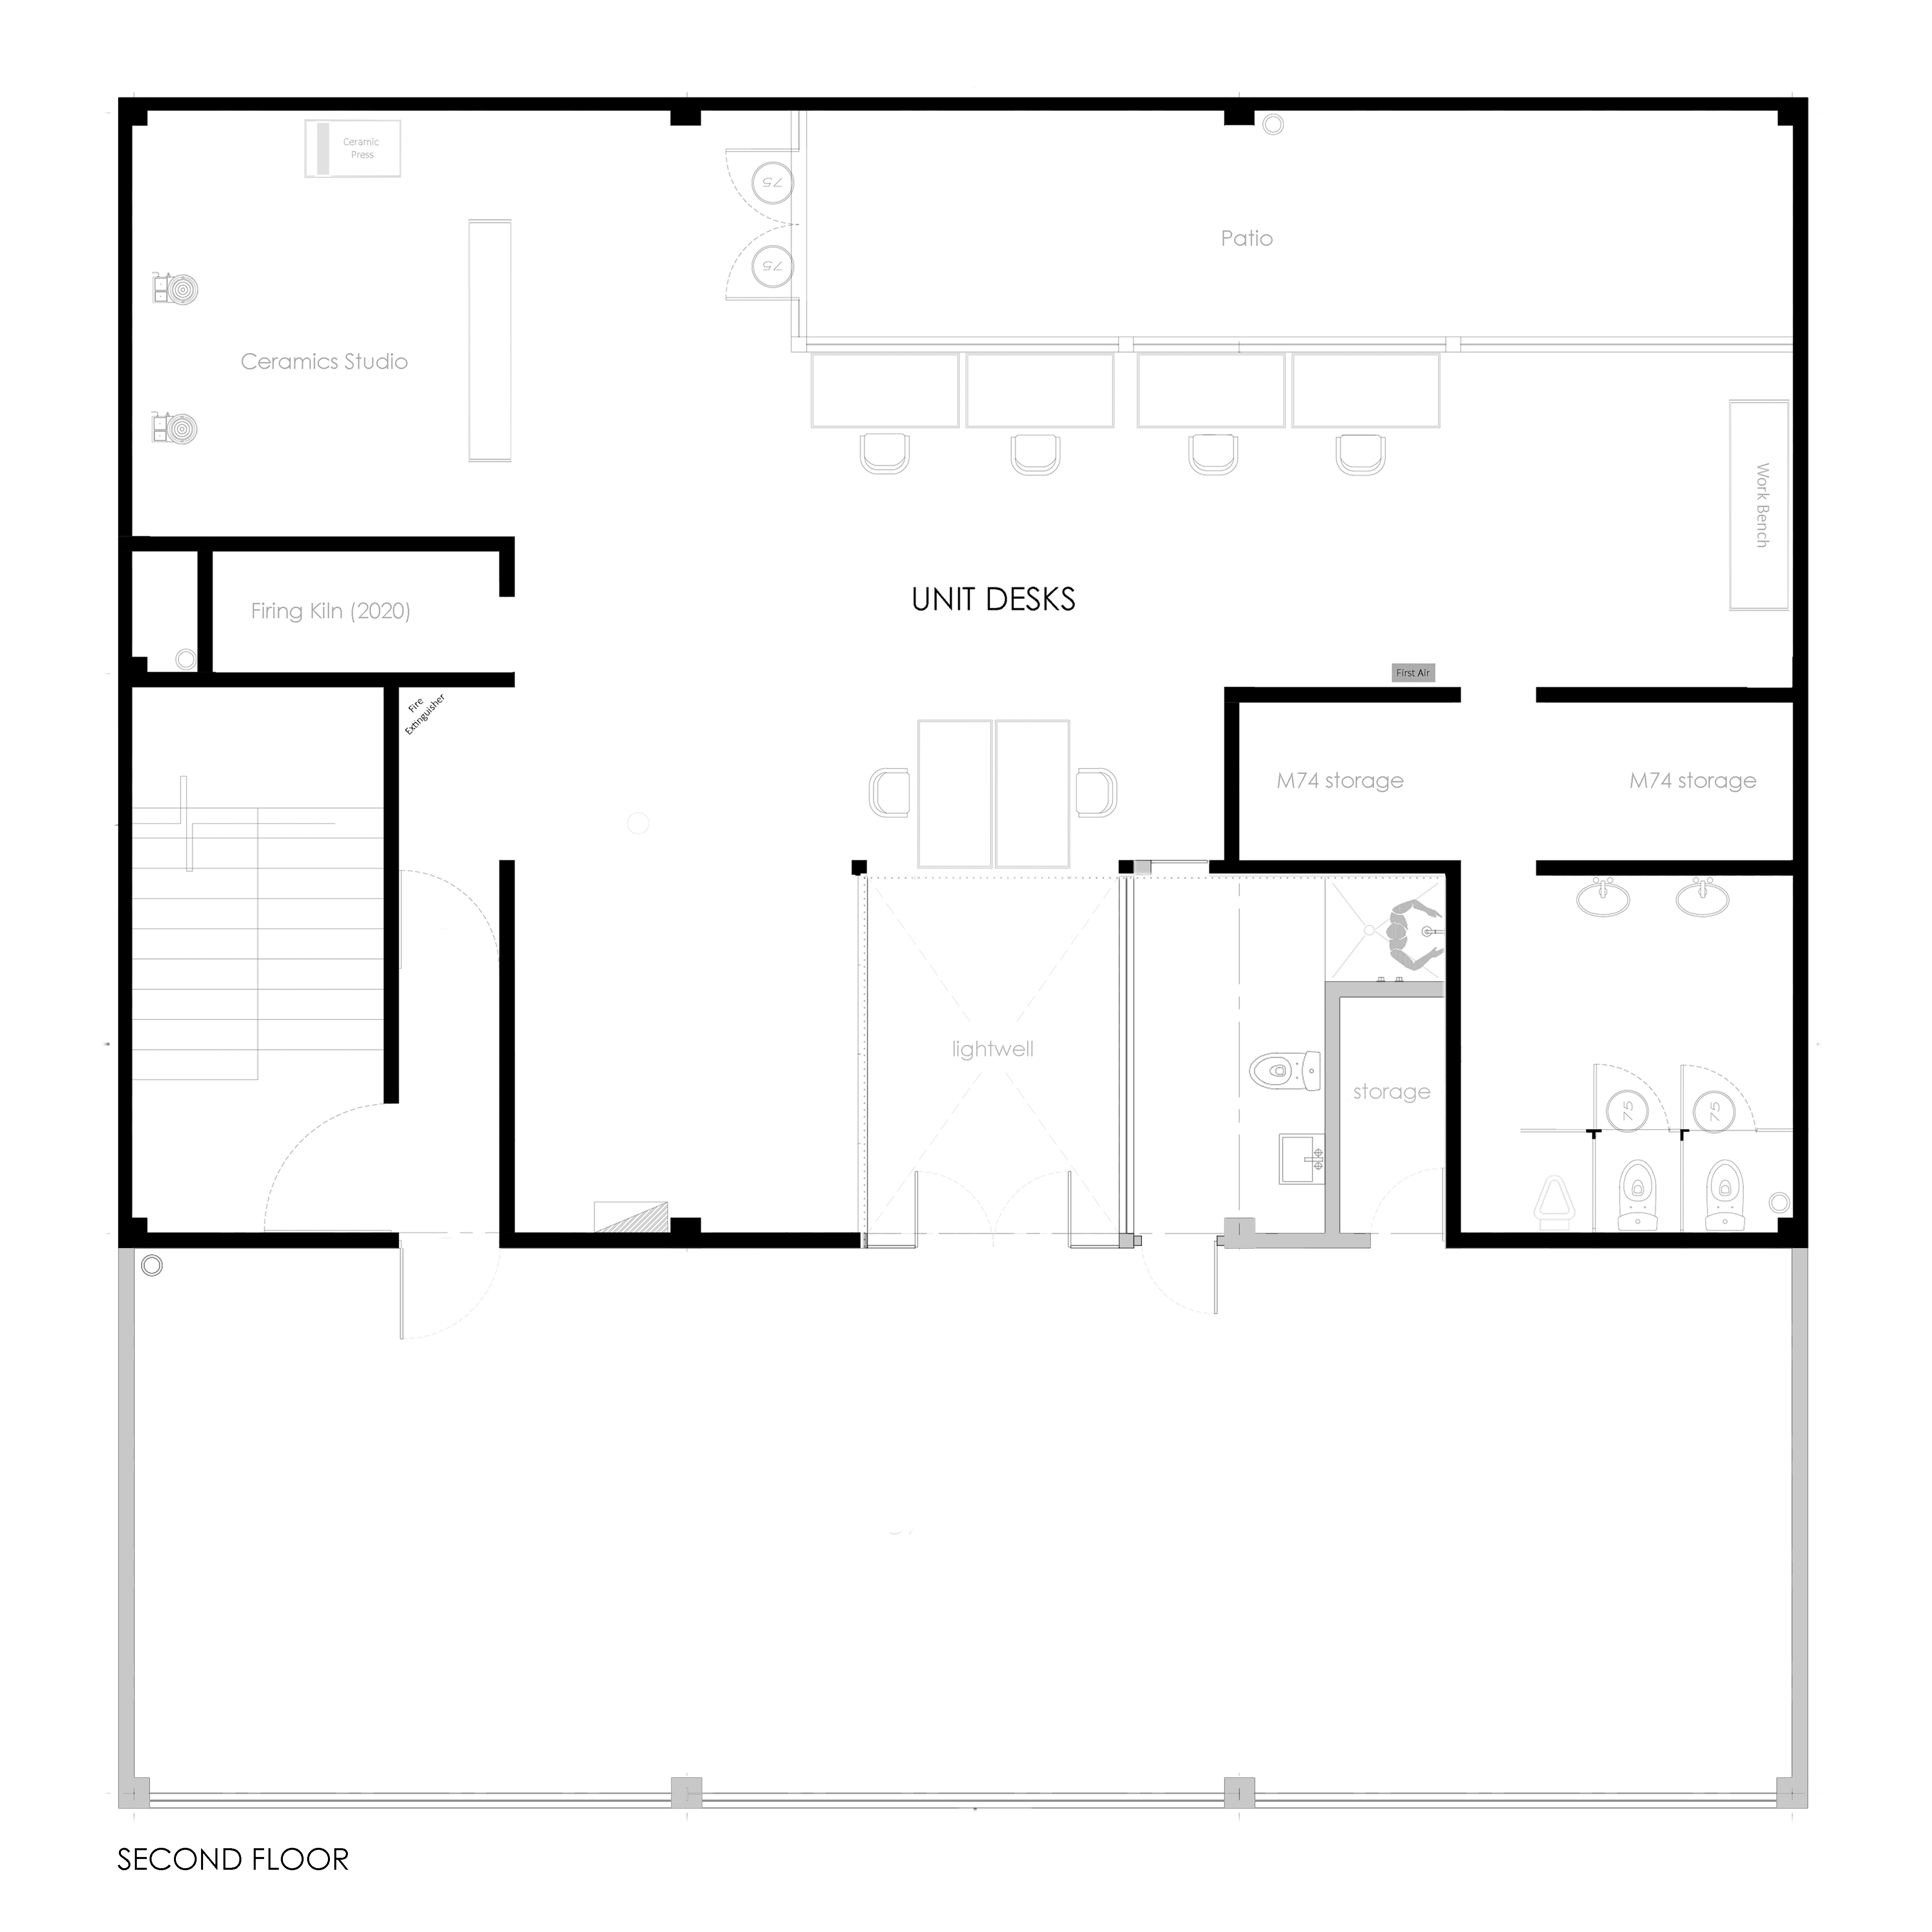 Ceramic
Press
75
75
Patio
Ceramics Studio
Work Bench
UNIT DESKS
Firing Kiln (2020)
First Air
Fire
Extinguisher
M74 storage
M74 storage
lightwell
storage
75
75
SECOND FLOOR